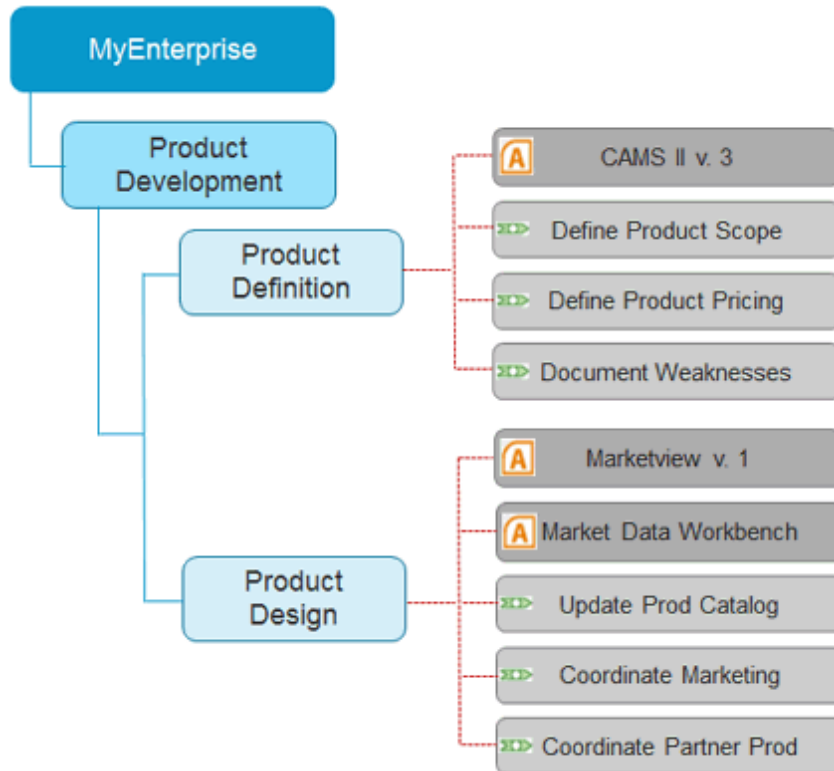 MyEnterprise
Product
Development
Product
Definition
A
CAMS II v. 3
Define Product Scope
Define Product Pricing
Document Weaknesses
Product
Design
A
Marketview v. 1
A
Market Data Workbench
Update Prod Catalog
Coordinate Marketing
Coordinate Partner Prod